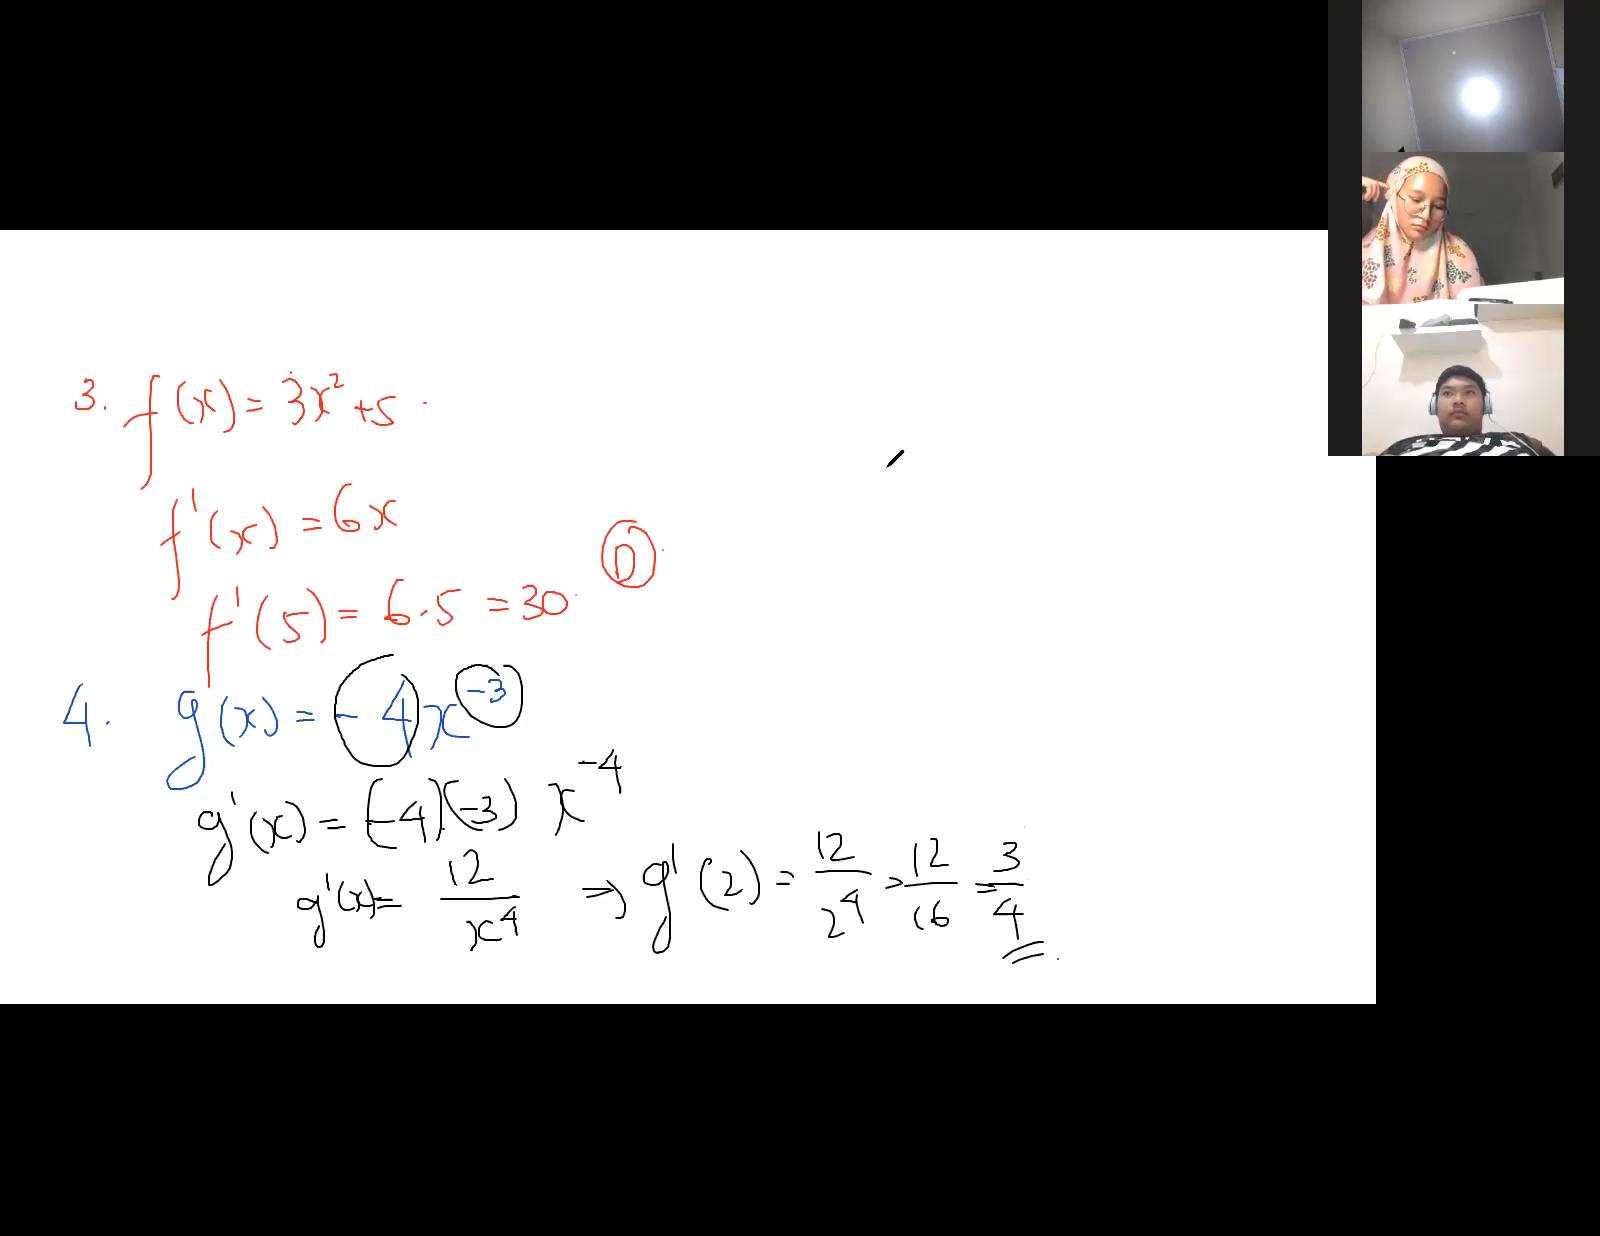 3. f(x) = 3x² + 5
f'(x) = 6x
D
f'(5) = 6·5 = 30
4. g(x) = -4x⁻³
g'(x) = (-4)(-3) x⁻⁴
g'(x) = 12/x⁴ ⇒ g'(2) = 12/2⁴ = 12/16 = 3/4